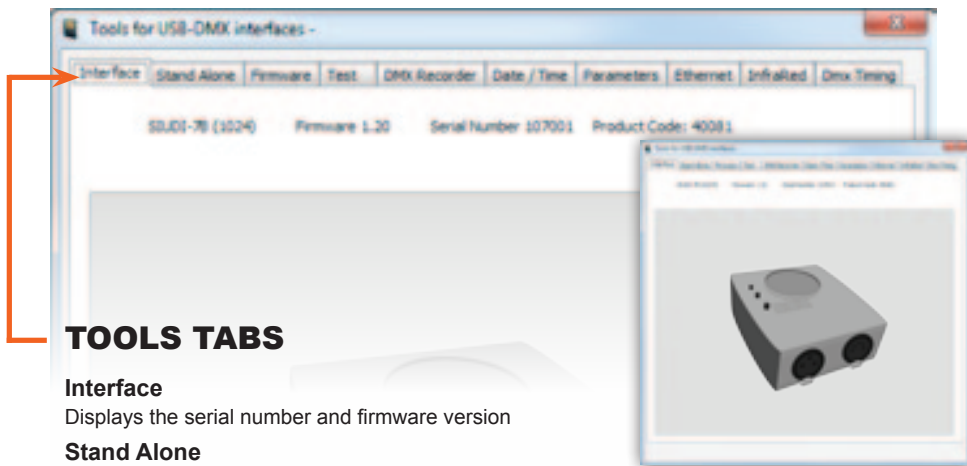 Tools for USB-DMX interfaces -
Interface Stand Alone Firmware Test DMX Recorder Date / Time Parameters Ethernet InfraRed Dmx Timing
SIUDI-7B (1024) Firmware 1.20 Serial Number 107001 Product Code: 40081
TOOLS TABS
Interface
Displays the serial number and firmware version
Stand Alone